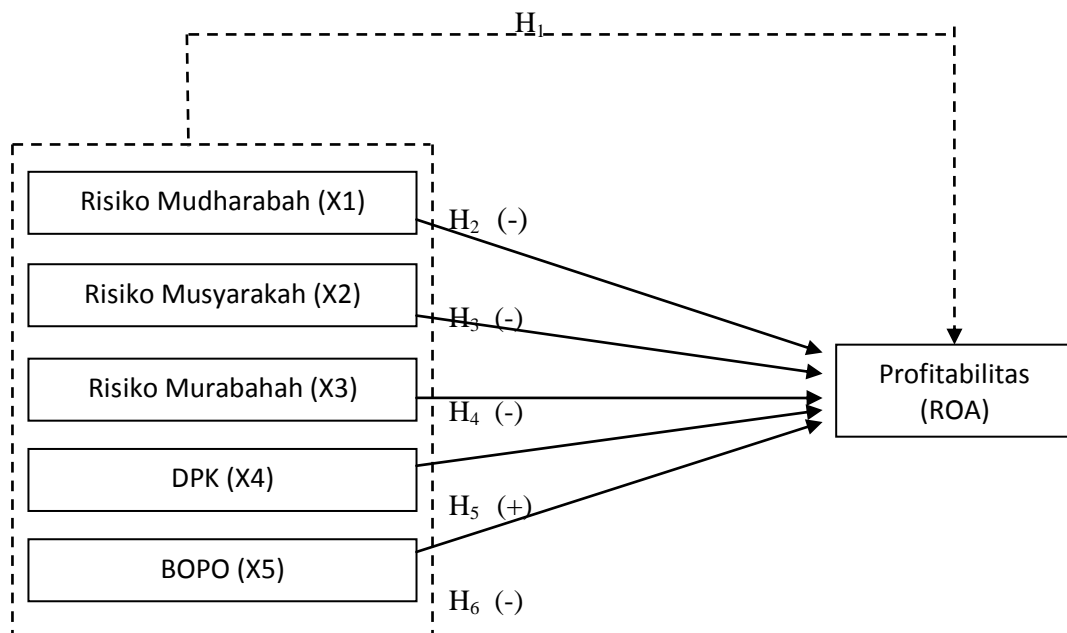 H₁
Risiko Mudharabah (X1)
H₂ (-)
Risiko Musyarakah (X2)
H₃ (-)
Risiko Murabahah (X3)
Profitabilitas
(ROA)
H₄ (-)
DPK (X4)
H₅ (+)
BOPO (X5)
H₆ (-)